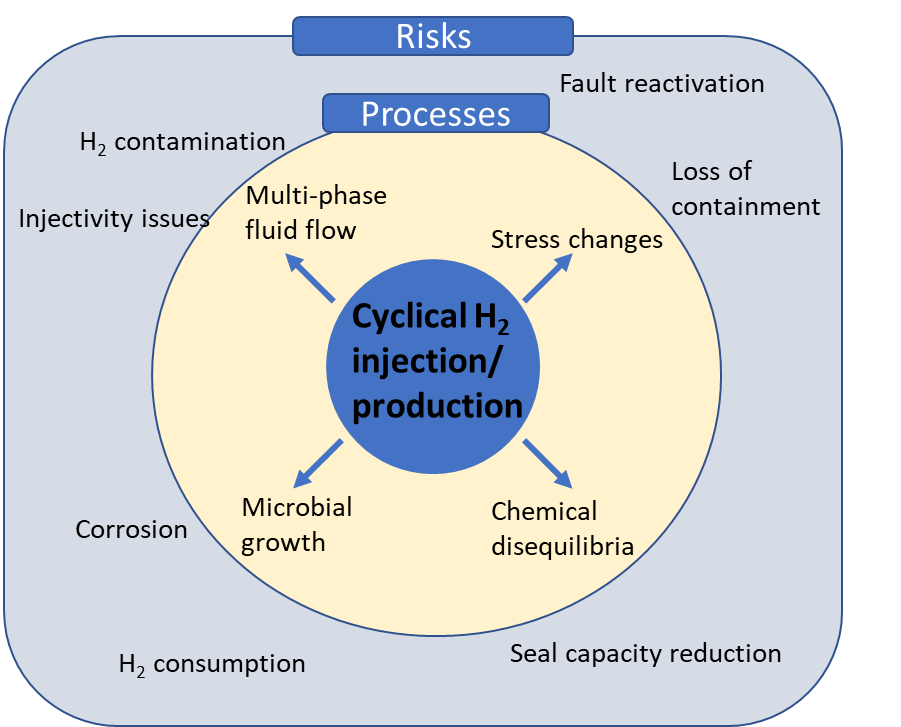 Risks
Fault reactivation
Processes
H₂ contamination
Loss of
containment
Multi-phase
fluid flow
Injectivity issues
Stress changes
Cyclical H₂
injection/
production
Microbial
growth
Chemical
disequilibria
Corrosion
H₂ consumption
Seal capacity reduction